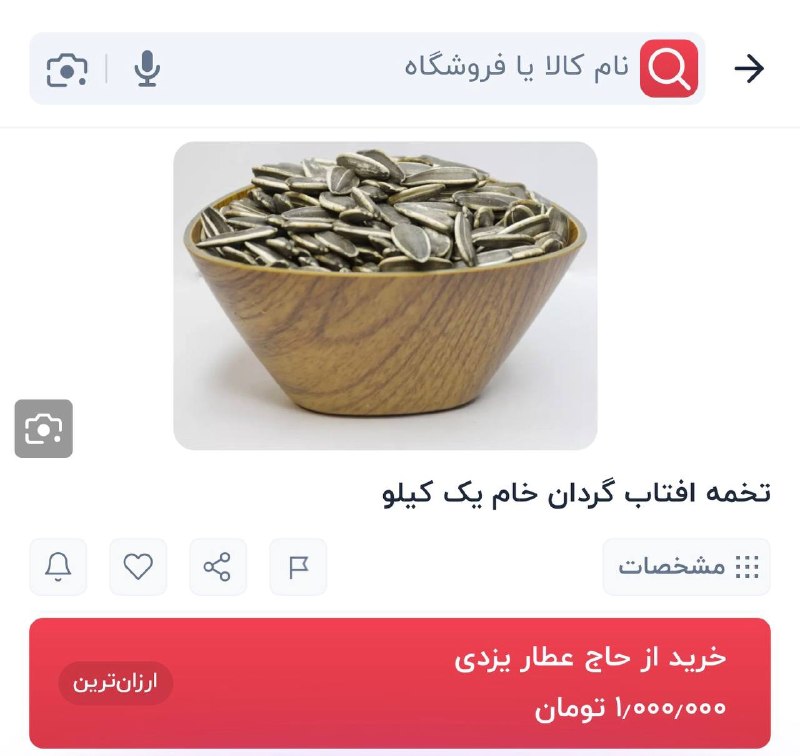 نام کالا یا فروشگاه
تخمه افتاب گردان خام یک کیلو
مشخصات
خرید از حاج عطار یزدی
ارزان‌ترین
۱٫۰۰۰٫۰۰۰ تومان